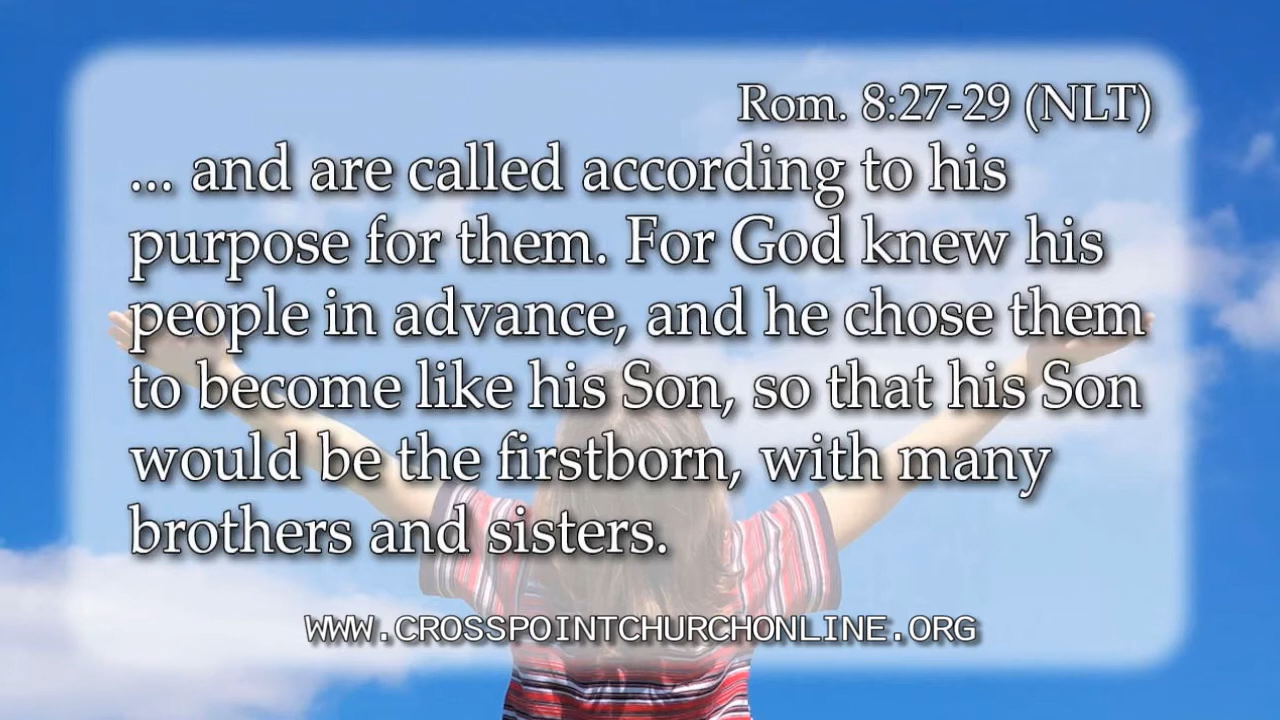 Rom. 8:27-29 (NLT)
... and are called according to his
purpose for them. For God knew his
people in advance, and he chose them
to become like his Son, so that his Son
would be the firstborn, with many
brothers and sisters.
WWW.CROSSPOINTCHURCHONLINE.ORG